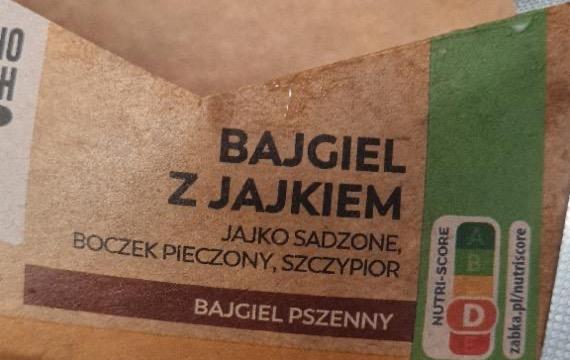 BAJGIEL
Z JAJKIEM
JAJKO SADZONE,
BOCZEK PIECZONY, SZCZYPIOR
BAJGIEL PSZENNY
NUTRI-SCORE
A
B
D
E
zabka.pl/nutriscore